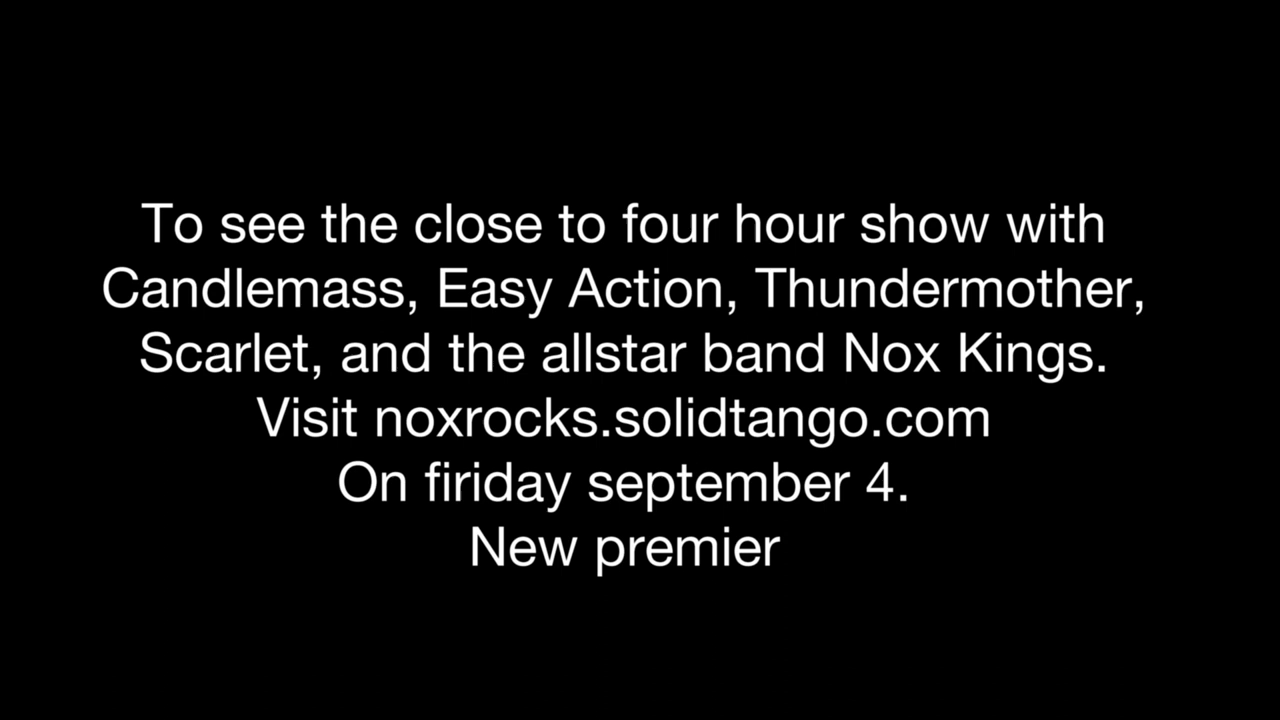 To see the close to four hour show with
Candlemass, Easy Action, Thundermother,
Scarlet, and the allstar band Nox Kings.
Visit noxrocks.solidtango.com
On firiday september 4.
New premier